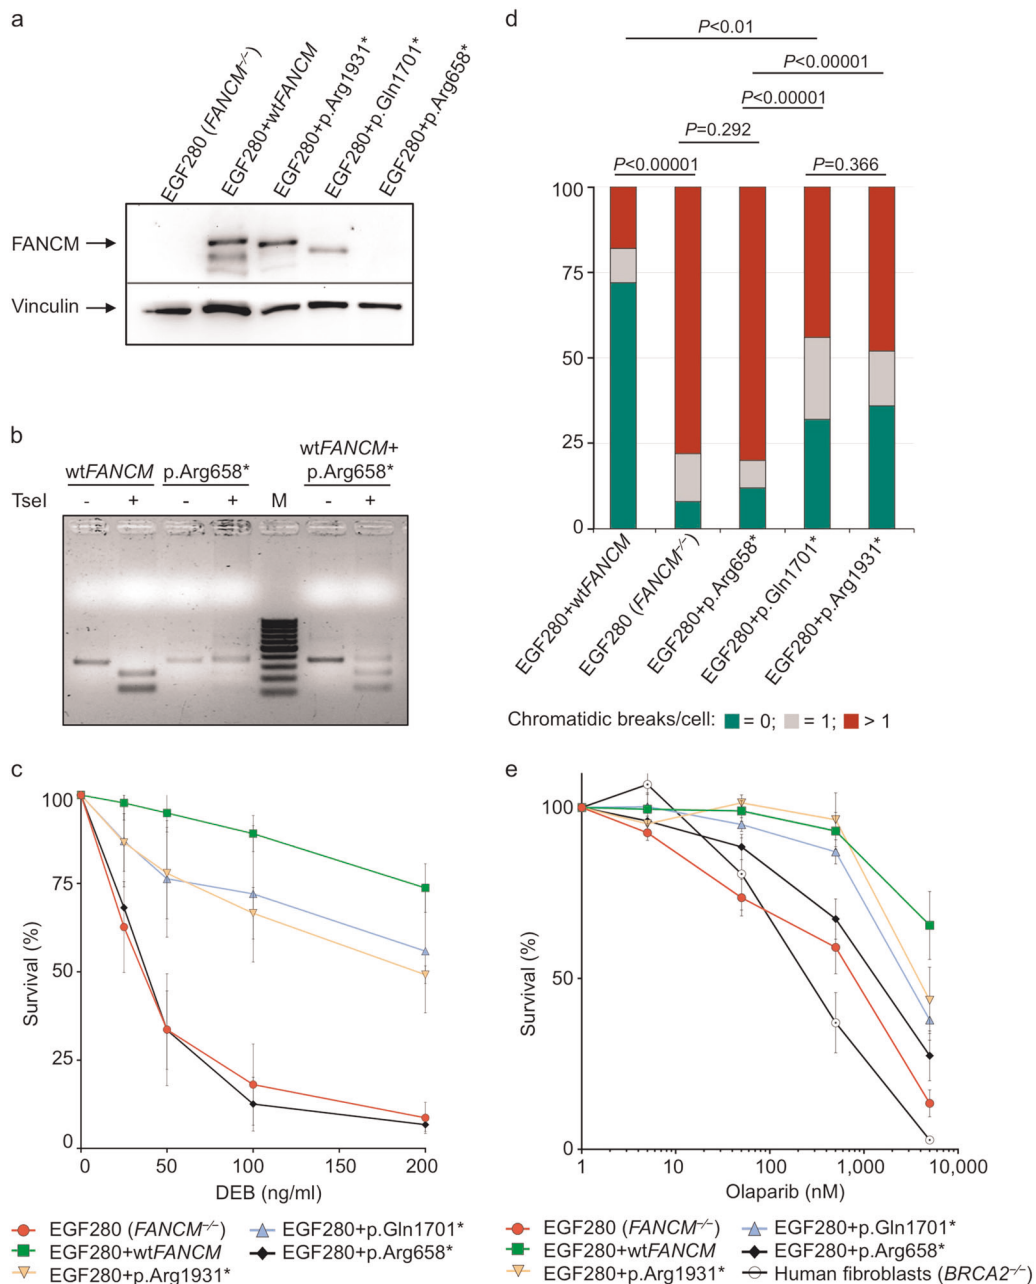 a
EGF280 (FANCM⁻/⁻)
EGF280+wtFANCM
EGF280+p.Arg1931*
EGF280+p.Gln1701*
EGF280+p.Arg658*
FANCM
Vinculin
b
wtFANCM p.Arg658* wtFANCM+
p.Arg658*
TseI - + - + M - +
c
100
75
50
25
0
Survival (%)
0 50 100 150 200
DEB (ng/ml)
EGF280 (FANCM⁻/⁻) EGF280+p.Gln1701*
EGF280+wtFANCM EGF280+p.Arg658*
EGF280+p.Arg1931*
d
P<0.01
P<0.00001
P<0.00001
P=0.292
P<0.00001 P=0.366
100
75
50
25
0
EGF280+wtFANCM
EGF280 (FANCM⁻/⁻)
EGF280+p.Arg658*
EGF280+p.Gln1701*
EGF280+p.Arg1931*
Chromatidic breaks/cell: = 0; = 1; > 1
e
100
75
50
25
0
Survival (%)
1 10 100 1,000 10,000
Olaparib (nM)
EGF280 (FANCM⁻/⁻) EGF280+p.Gln1701*
EGF280+wtFANCM EGF280+p.Arg658*
EGF280+p.Arg1931* Human fibroblasts (BRCA2⁻/⁻)